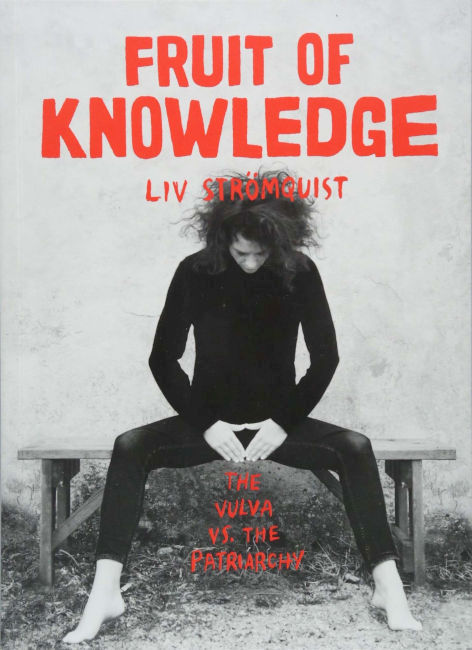 FRUIT OF
KNOWLEDGE
LIV STRÖMQUIST
THE
VULVA
VS. THE
PATRIARCHY